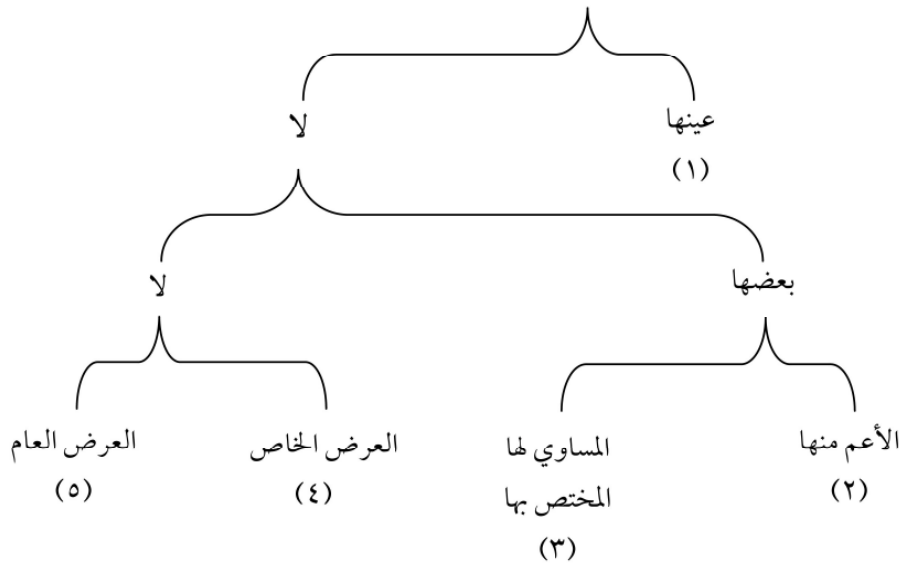 عينها
(١)
لا
بعضها
لا
الأعم منها
(٢)
المساوي لها
المختص بها
(٣)
العرض الخاص
(٤)
العرض العام
(٥)